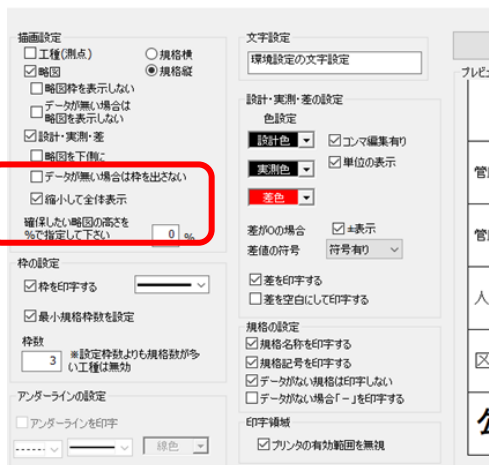 描画設定
工種(測点)
規格横
略図
規格縦
略図枠を表示しない
データが無い場合は
略図を表示しない
設計・実測・差
略図を下側に
データが無い場合は枠を出さない
縮小して全体表示
確保したい略図の高さを
%で指定して下さい
0 %
枠の設定
枠を印字する
最小規格枠数を設定
枠数
3
※設定枠数よりも規格数が多
い工種は無効
アンダーラインの設定
アンダーラインを印字
線色
文字設定
環境設定の文字設定
設計・実測・差の設定
色設定
設計色
コンマ編集有り
実測色
単位の表示
差色
差が0の場合
±表示
差値の符号
符号有り
差を印字する
差を空白にして印字する
規格の設定
規格名称を印字する
規格記号を印字する
データがない規格は印字しない
データがない場合「－」を印字する
印字領域
プリンタの有効範囲を無視
プレビ
管
管
人
区